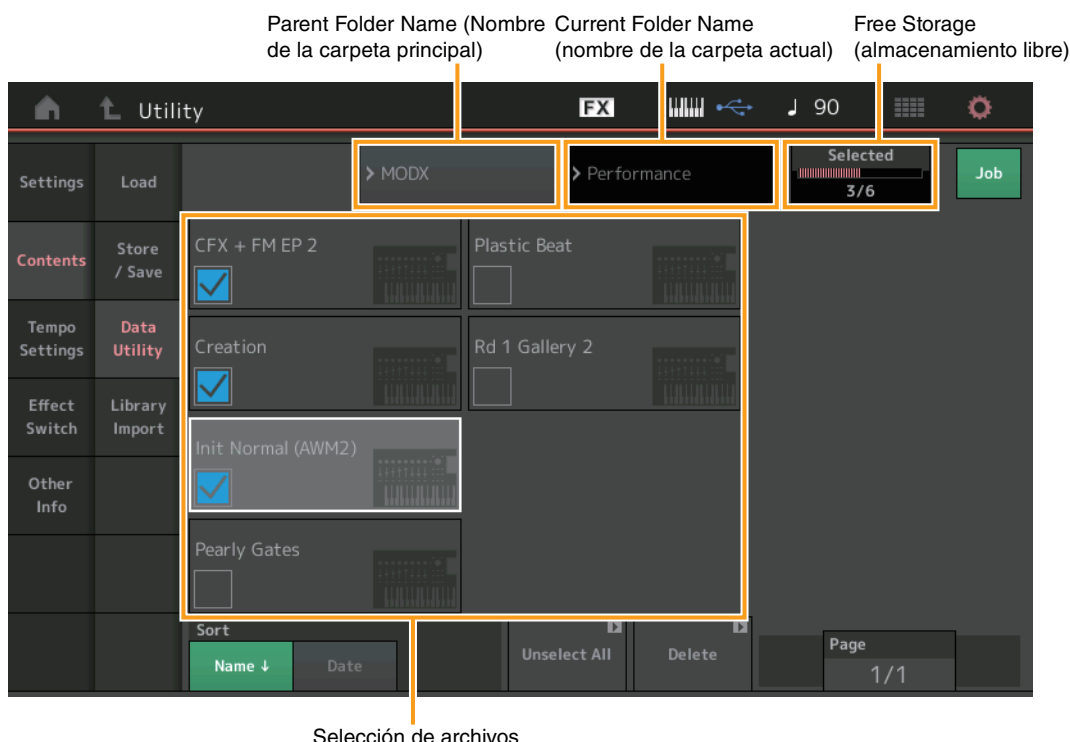 Parent Folder Name (Nombre de la carpeta principal)
Current Folder Name (nombre de la carpeta actual)
Free Storage (almacenamiento libre)
Utility
FX
90
Settings
Load
> MODX
> Performance
Selected
3/6
Job
Contents
Store / Save
CFX + FM EP 2
Plastic Beat
Tempo Settings
Data Utility
Creation
Rd 1 Gallery 2
Effect Switch
Library Import
Init Normal (AWM2)
Other Info
Pearly Gates
Sort
Name ↓
Date
Unselect All
Delete
Page
1/1
Selección de archivos